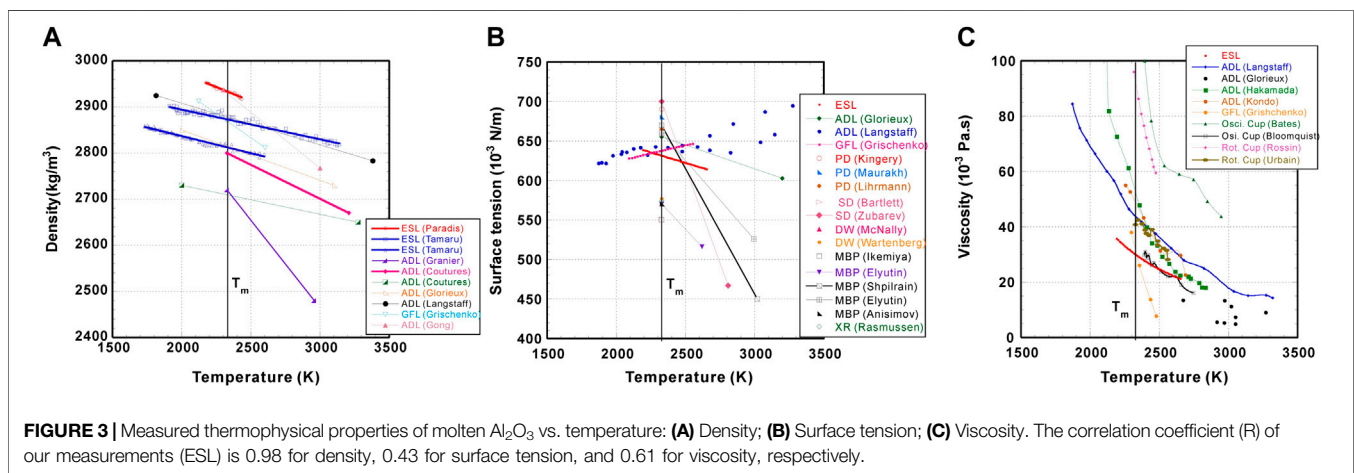 A
3000
2900
2800
2700
2600
2500
2400
Density(kg/m³)
Tm
ESL (Paradis)
ESL (Tamaru)
ESL (Tamaru)
ADL (Granier)
ADL (Coutures)
ADL (Coutures)
ADL (Glorieux)
ADL (Langstaff)
GFL (Grischenko)
ADL (Gong)
1500 2000 2500 3000 3500
Temperature (K)
B
750
700
650
600
550
500
450
400
Surface tension (10⁻³ N/m)
Tm
ESL
ADL (Glorieux)
ADL (Langstaff)
GFL (Grischenko)
PD (Kingery)
PD (Maurakh)
PD (Lihrmann)
SD (Bartlett)
SD (Zubarev)
DW (McNally)
DW (Wartenberg)
MBP (Ikemiya)
MBP (Elyutin)
MBP (Shpilrain)
MBP (Elyutin)
MBP (Anisimov)
XR (Rasmussen)
1500 2000 2500 3000 3500
Temperature (K)
C
100
80
60
40
20
0
Viscosity (10⁻³ Pa.s)
Tm
ESL
ADL (Langstaff)
ADL (Glorieux)
ADL (Hakamada)
ADL (Kondo)
GFL (Grishchenko)
Osci. Cup (Bates)
Osi. Cup (Bloomquist)
Rot. Cup (Rossin)
Rot. Cup (Urbain)
1500 2000 2500 3000 3500
Temperature (K)
FIGURE 3 | Measured thermophysical properties of molten Al₂O₃ vs. temperature: (A) Density; (B) Surface tension; (C) Viscosity. The correlation coefficient (R) of
our measurements (ESL) is 0.98 for density, 0.43 for surface tension, and 0.61 for viscosity, respectively.